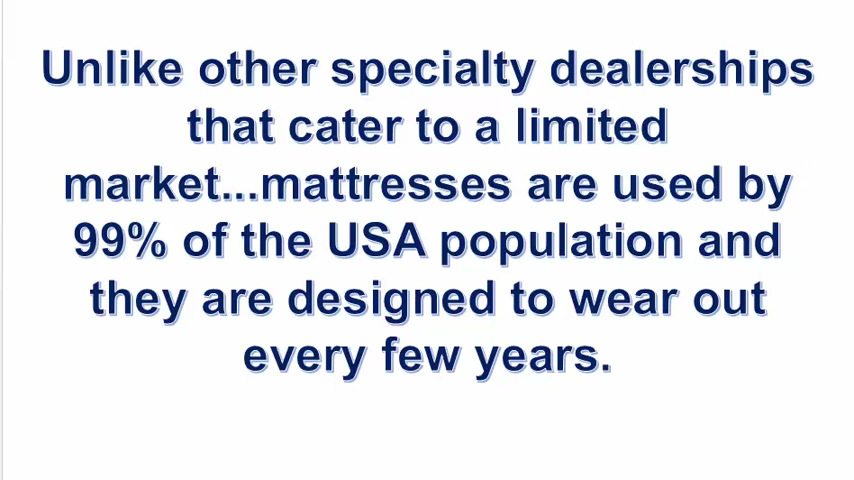 Unlike other specialty dealerships
that cater to a limited
market...mattresses are used by
99% of the USA population and
they are designed to wear out
every few years.